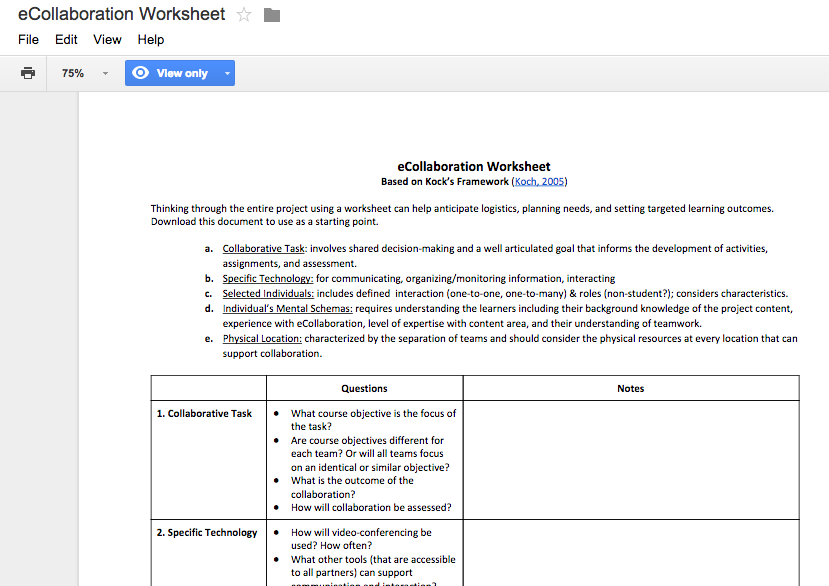 eCollaboration Worksheet
File Edit View Help
75% View only
eCollaboration Worksheet
Based on Kock's Framework (Koch, 2005)
Thinking through the entire project using a worksheet can help anticipate logistics, planning needs, and setting targeted learning outcomes.
Download this document to use as a starting point.
a. Collaborative Task: involves shared decision-making and a well articulated goal that informs the development of activities,
assignments, and assessment.
b. Specific Technology: for communicating, organizing/monitoring information, interacting
c. Selected Individuals: includes defined interaction (one-to-one, one-to-many) & roles (non-student?); considers characteristics.
d. Individual's Mental Schemas: requires understanding the learners including their background knowledge of the project content,
experience with eCollaboration, level of expertise with content area, and their understanding of teamwork.
e. Physical Location: characterized by the separation of teams and should consider the physical resources at every location that can
support collaboration.
Questions Notes
1. Collaborative Task
• What course objective is the focus of
the task?
• Are course objectives different for
each team? Or will all teams focus
on an identical or similar objective?
• What is the outcome of the
collaboration?
• How will collaboration be assessed?
2. Specific Technology
• How will video-conferencing be
used? How often?
• What other tools (that are accessible
to all partners) can support
communication and interaction?